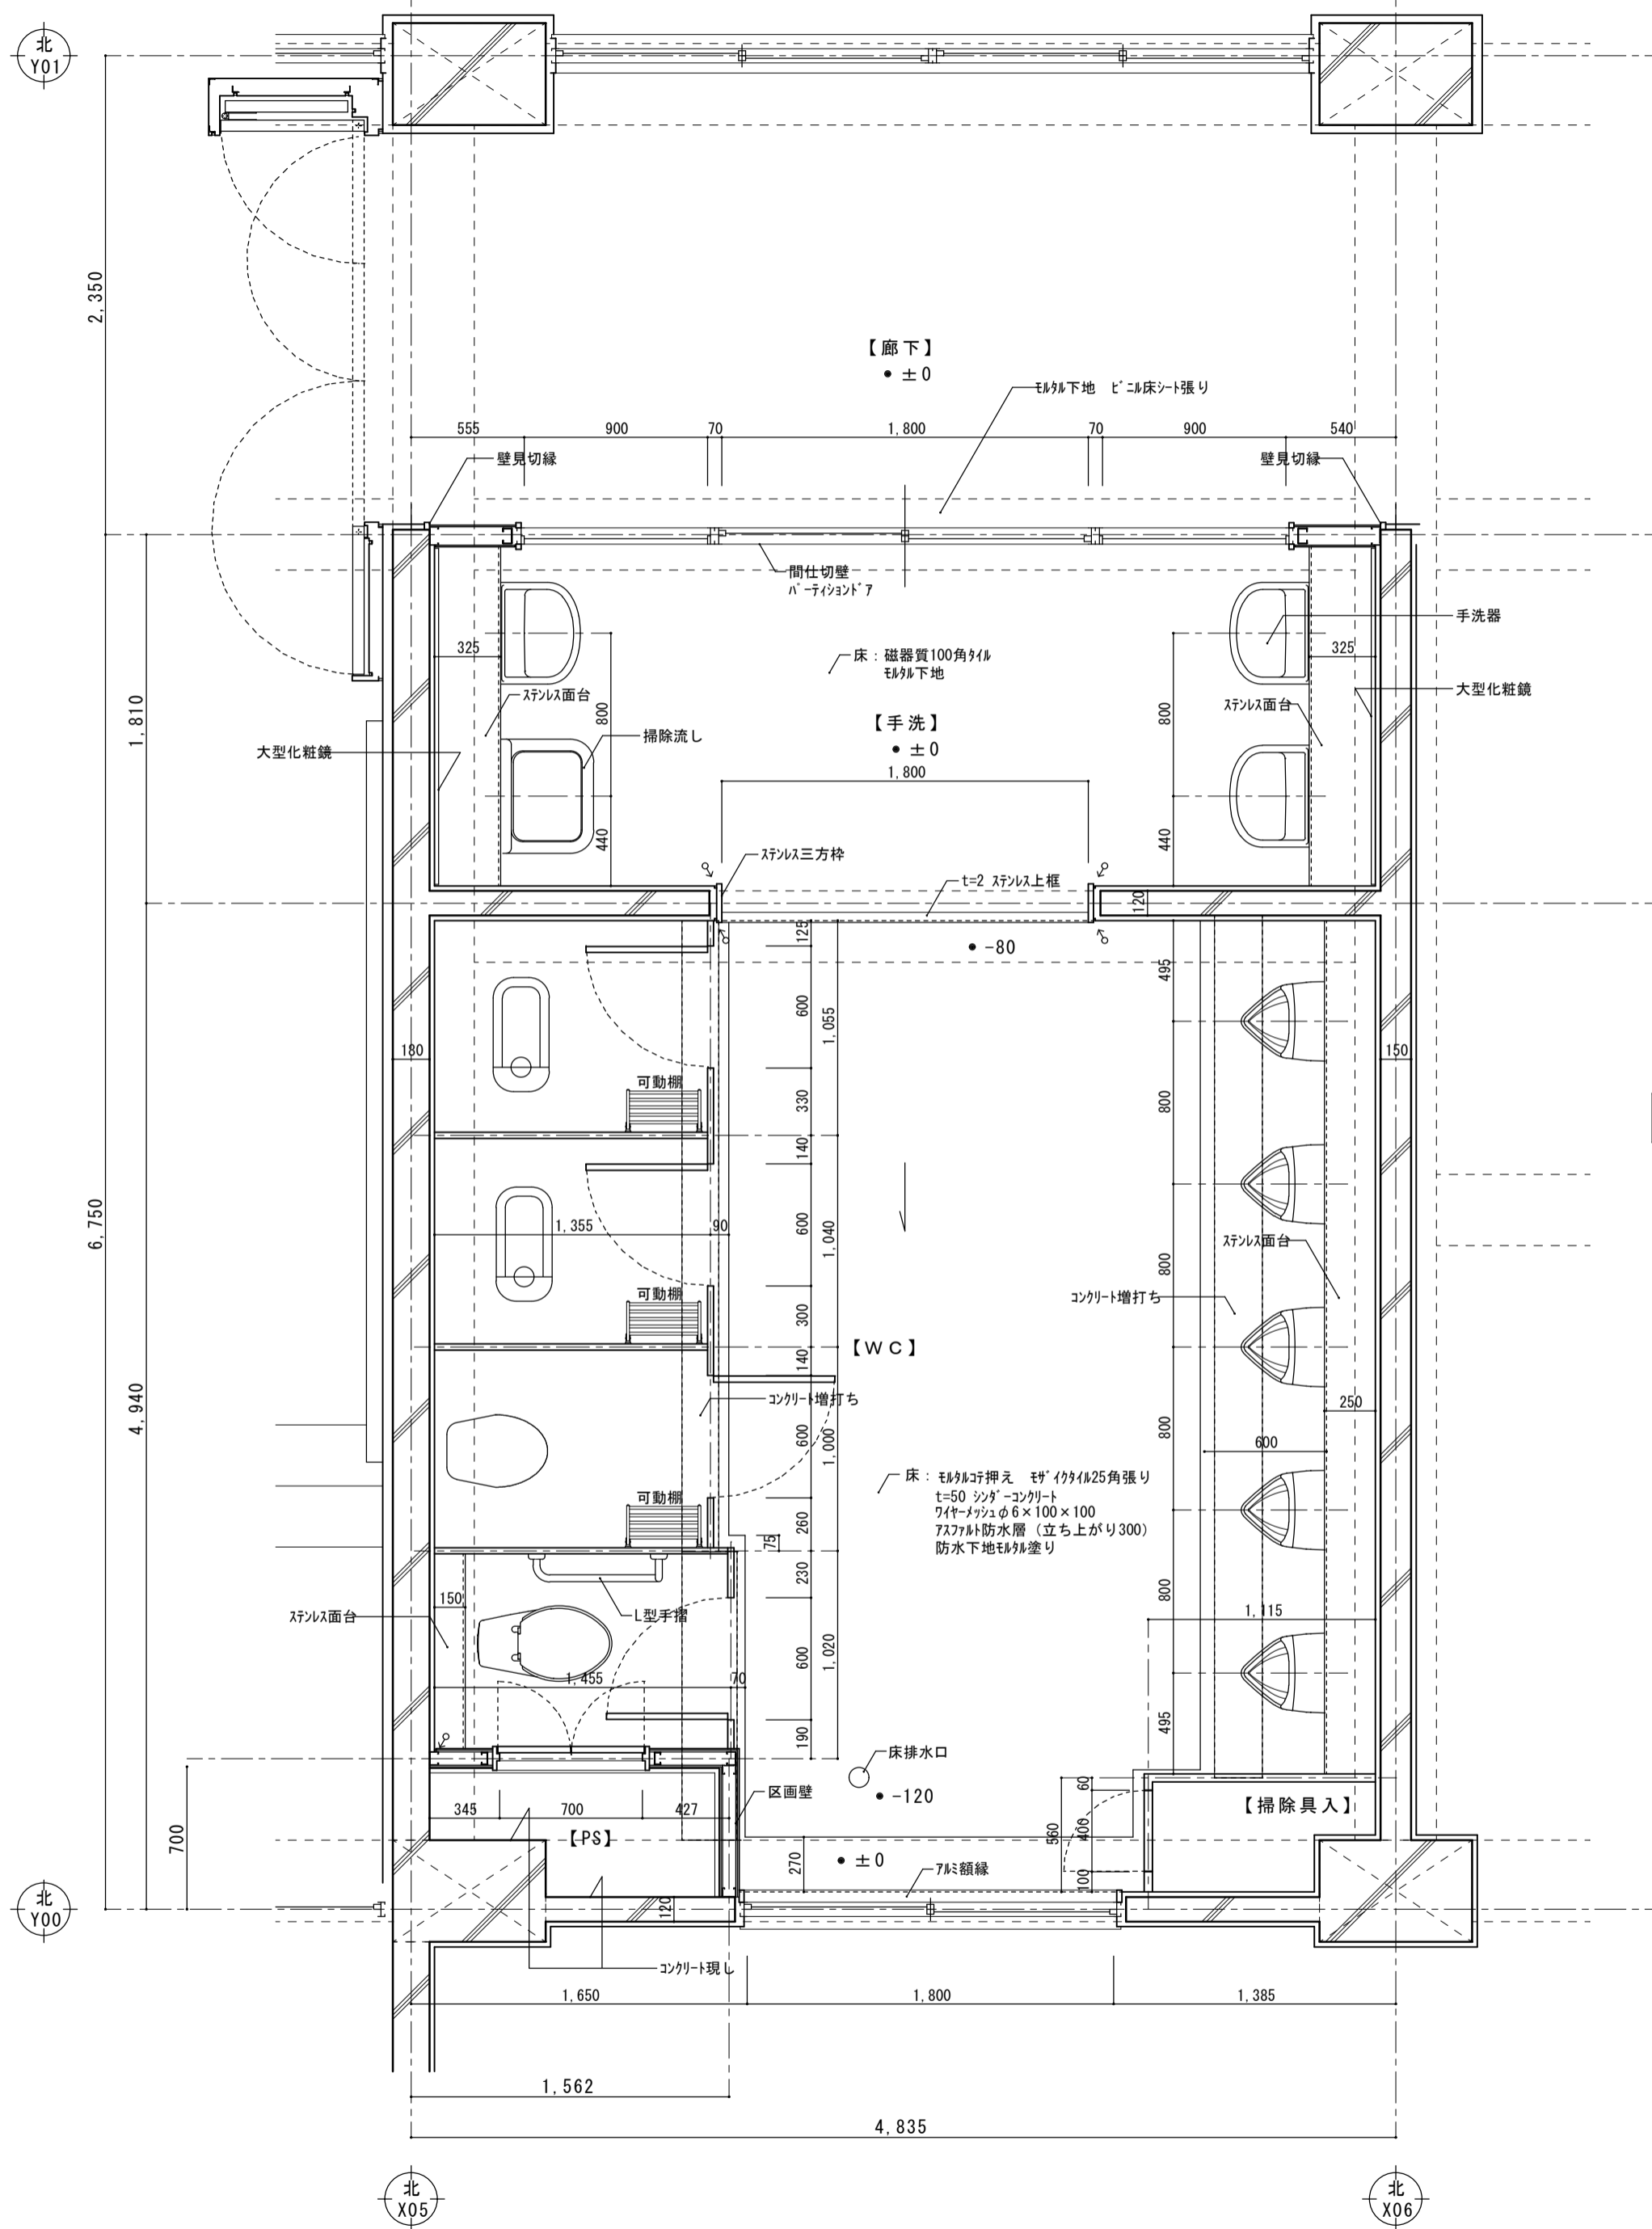 北
Y01
2,350
【廊下】
• ±0
ﾓﾙﾀﾙ下地　ﾋﾞﾆﾙ床ｼｰﾄ張り
555
900
70
1,800
70
900
540
壁見切縁
壁見切縁
間仕切壁
ﾊﾟｰﾃｨｼｮﾝﾄﾞｱ
手洗器
325
床：磁器質100角ﾀｲﾙ
ﾓﾙﾀﾙ下地
325
ｽﾃﾝﾚｽ面台
大型化粧鏡
800
800
ｽﾃﾝﾚｽ面台
1,810
【手洗】
掃除流し
• ±0
大型化粧鏡
1,800
440
440
ｽﾃﾝﾚｽ三方枠
t=2 ｽﾃﾝﾚｽ上框
120
125
• -80
495
600
1,055
180
150
可動棚
330
800
140
6,750
1,355
90
600
1,040
ｽﾃﾝﾚｽ面台
800
可動棚
300
ｺﾝｸﾘｰﾄ増打ち
【ＷＣ】
140
4,940
ｺﾝｸﾘｰﾄ増打ち
250
600
1,000
800
600
床：ﾓﾙﾀﾙｺﾃ押え　ﾓｻﾞｲｸﾀｲﾙ25角張り
t=50 ｼﾝﾀﾞｰｺﾝｸﾘｰﾄ
ﾜｲﾔｰﾒｯｼｭφ6×100×100
ｱｽﾌｧﾙﾄ防水層（立ち上がり300）
防水下地ﾓﾙﾀﾙ塗り
可動棚
260
75
230
800
150
1,115
ｽﾃﾝﾚｽ面台
L型手摺
600
1,020
1,455
70
190
495
床排水口
60
• -120
区画壁
【掃除具入】
345
700
427
560
400
700
【PS】
270
• ±0
100
ｱﾙﾐ額縁
120
北
Y00
ｺﾝｸﾘｰﾄ現し
1,650
1,800
1,385
1,562
4,835
北
X05
北
X06